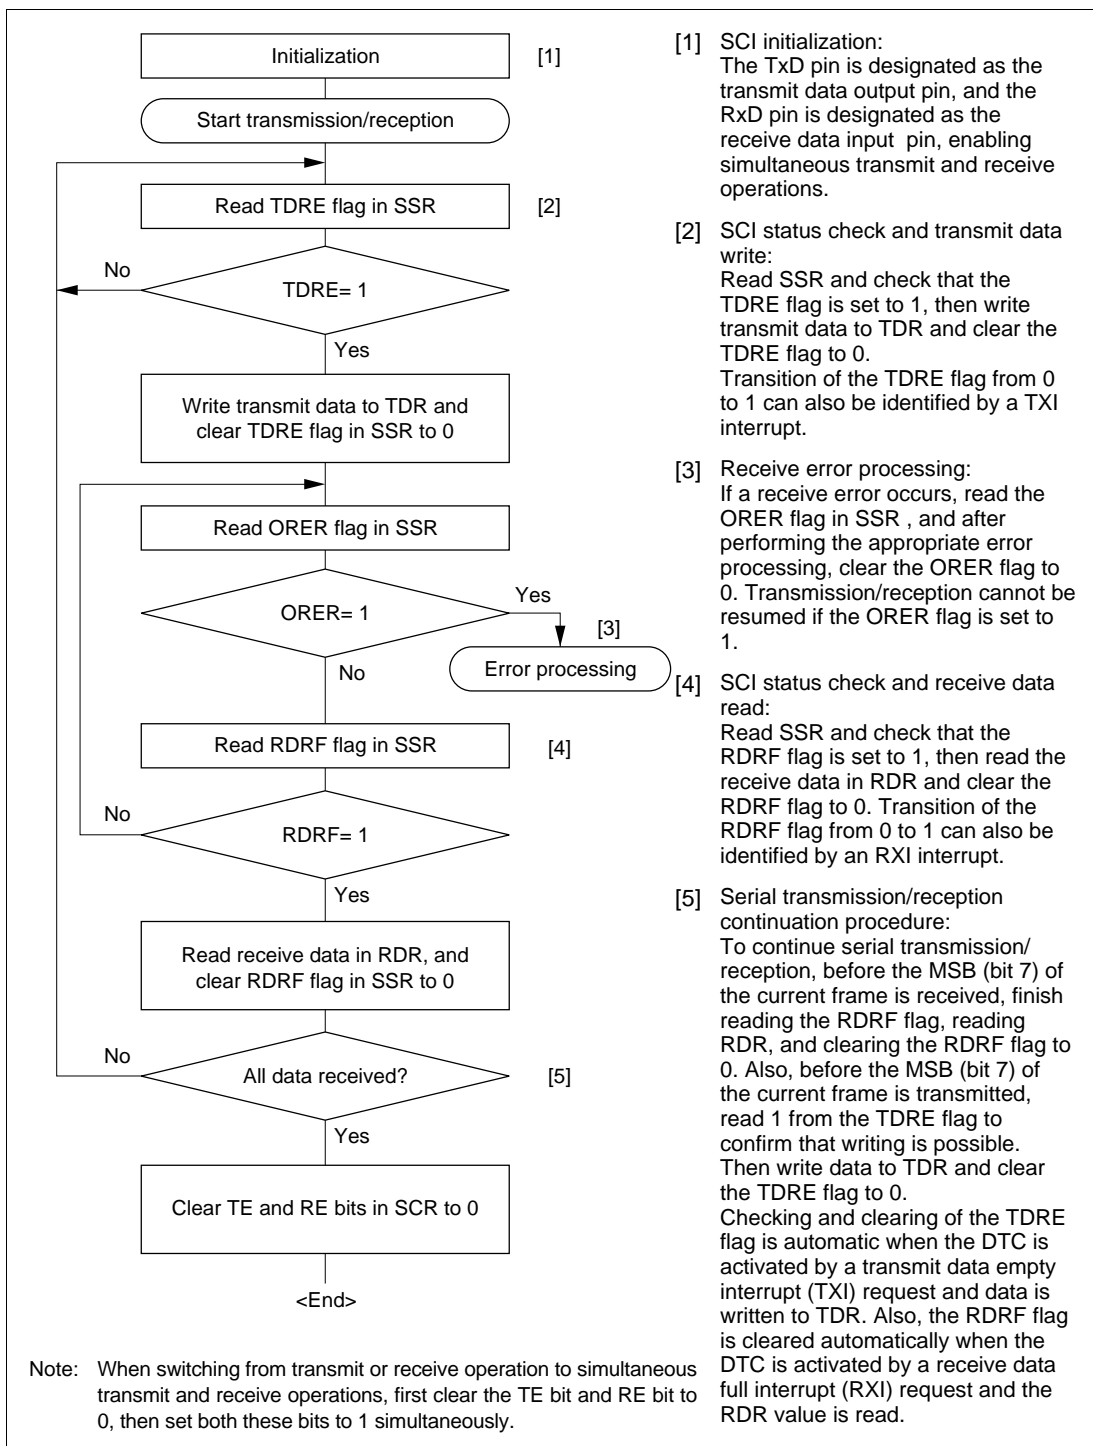 Initialization
[1]
Start transmission/reception
Read TDRE flag in SSR
[2]
No
TDRE= 1
Yes
Write transmit data to TDR and
clear TDRE flag in SSR to 0
Read ORER flag in SSR
ORER= 1
Yes
[3]
Error processing
No
Read RDRF flag in SSR
[4]
No
RDRF= 1
Yes
Read receive data in RDR, and
clear RDRF flag in SSR to 0
No
All data received?
[5]
Yes
Clear TE and RE bits in SCR to 0
<End>
[1] SCI initialization:
The TxD pin is designated as the
transmit data output pin, and the
RxD pin is designated as the
receive data input pin, enabling
simultaneous transmit and receive
operations.
[2] SCI status check and transmit data
write:
Read SSR and check that the
TDRE flag is set to 1, then write
transmit data to TDR and clear the
TDRE flag to 0.
Transition of the TDRE flag from 0
to 1 can also be identified by a TXI
interrupt.
[3] Receive error processing:
If a receive error occurs, read the
ORER flag in SSR , and after
performing the appropriate error
processing, clear the ORER flag to
0. Transmission/reception cannot be
resumed if the ORER flag is set to
1.
[4] SCI status check and receive data
read:
Read SSR and check that the
RDRF flag is set to 1, then read the
receive data in RDR and clear the
RDRF flag to 0. Transition of the
RDRF flag from 0 to 1 can also be
identified by an RXI interrupt.
[5] Serial transmission/reception
continuation procedure:
To continue serial transmission/
reception, before the MSB (bit 7) of
the current frame is received, finish
reading the RDRF flag, reading
RDR, and clearing the RDRF flag to
0. Also, before the MSB (bit 7) of
the current frame is transmitted,
read 1 from the TDRE flag to
confirm that writing is possible.
Then write data to TDR and clear
the TDRE flag to 0.
Checking and clearing of the TDRE
flag is automatic when the DTC is
activated by a transmit data empty
interrupt (TXI) request and data is
written to TDR. Also, the RDRF flag
is cleared automatically when the
DTC is activated by a receive data
full interrupt (RXI) request and the
RDR value is read.
Note: When switching from transmit or receive operation to simultaneous
transmit and receive operations, first clear the TE bit and RE bit to
0, then set both these bits to 1 simultaneously.